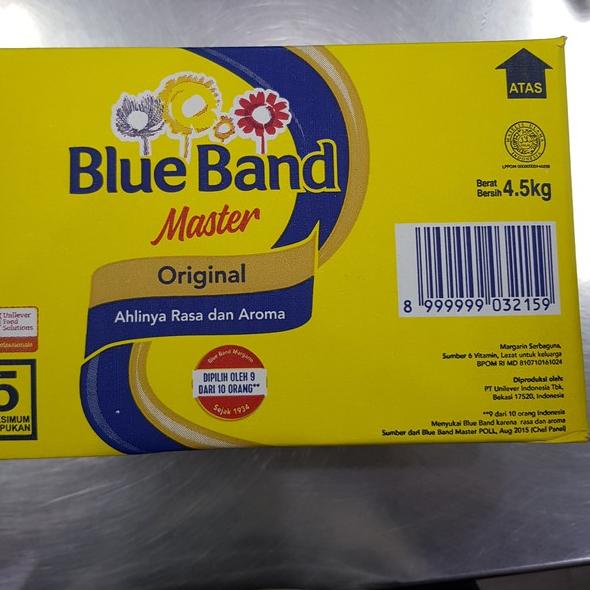 ATAS
Blue Band
Master
Original
Ahlinya Rasa dan Aroma
MAJELIS ULAMA
INDONESIA
Berat
Bersih 4.5kg
8 999999 032159
Unilever
Food
Solutions
Blue Band Margarin
DIPILIH OLEH 9
DARI 10 ORANG**
Sejak 1934
Margarin Serbaguna,
Sumber 6 Vitamin, Lezat untuk keluarga
BPOM RI MD 810710161024
Diproduksi oleh:
PT Unilever Indonesia Tbk,
Bekasi 17520, Indonesia
**9 dari 10 orang Indonesia
Menyukai Blue Band karena rasa dan aroma
Sumber dari Blue Band Master POLL, Aug 2015 (Chef Panel)